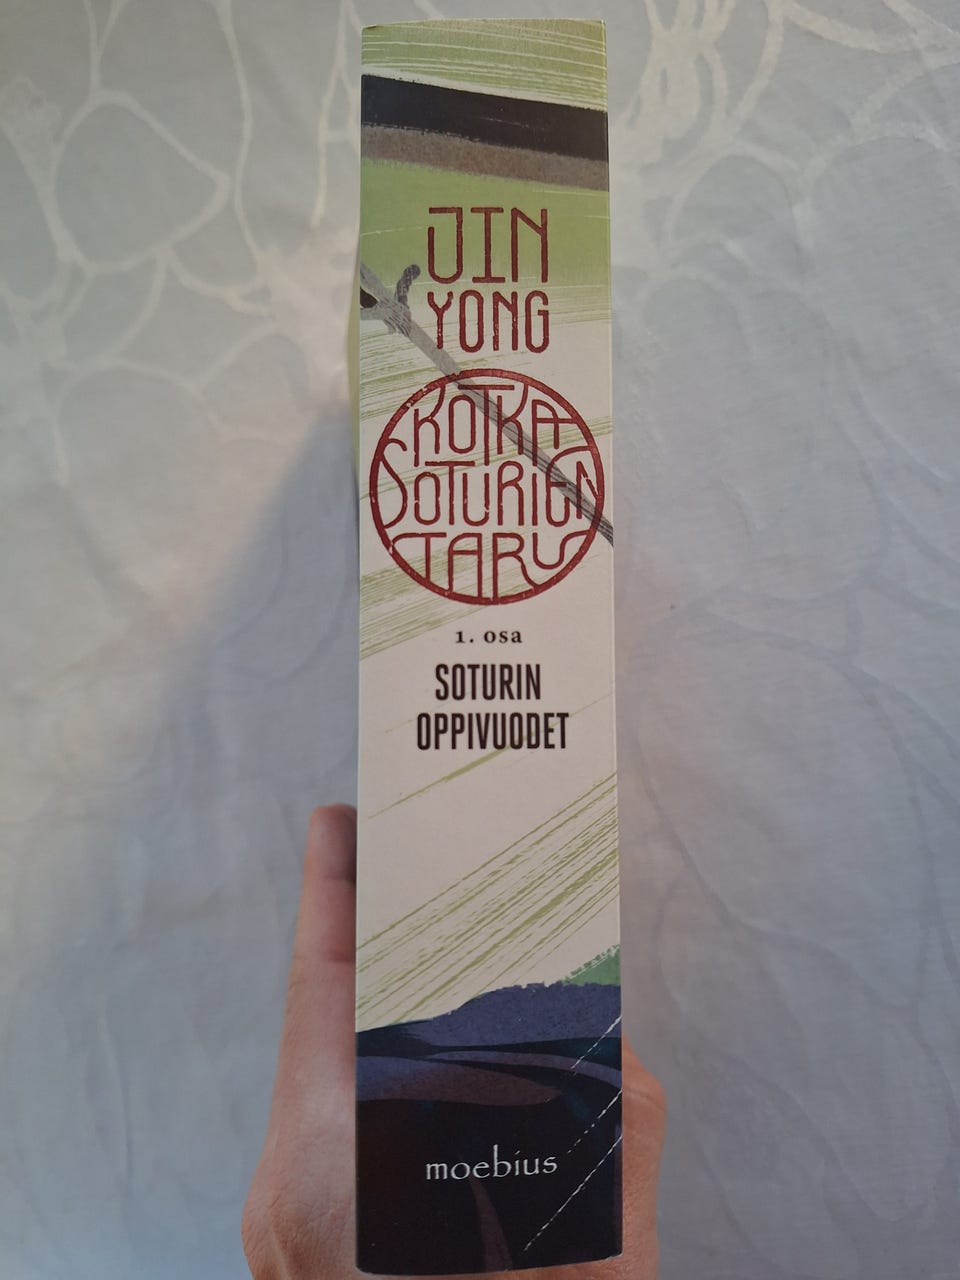 JIN
YONG
KOTKA
SOTURIEN
TARU
1. osa
SOTURIN
OPPIVUODET
moebius